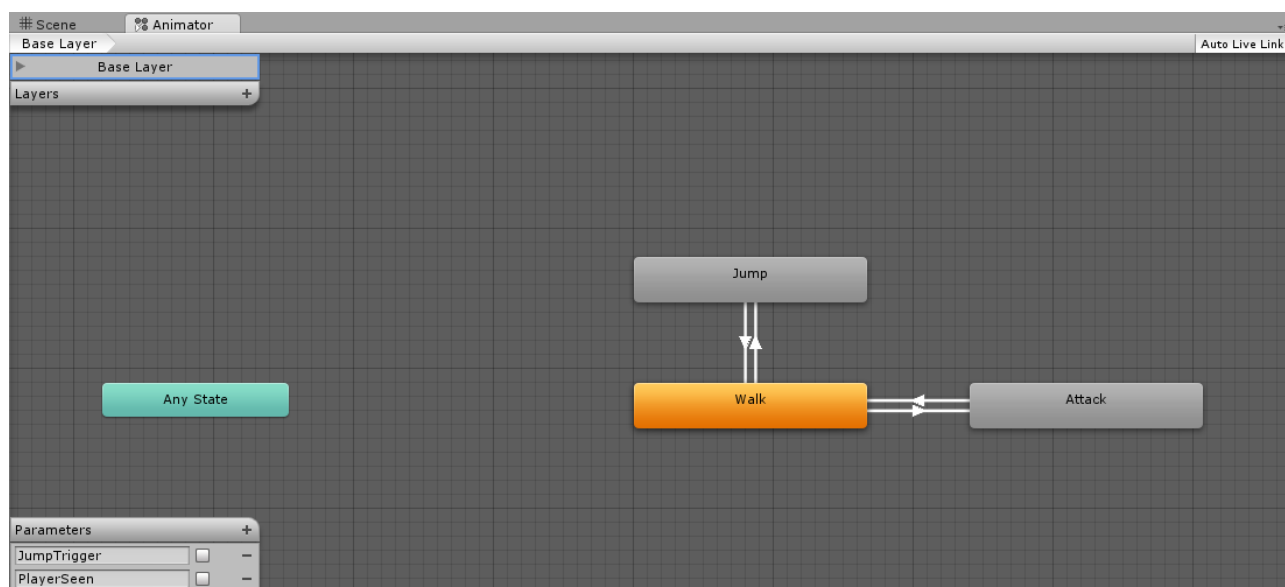 Scene Animator
Base Layer Auto Live Link
Base Layer
Layers +
Jump
Any State Walk Attack
Parameters +
JumpTrigger
PlayerSeen